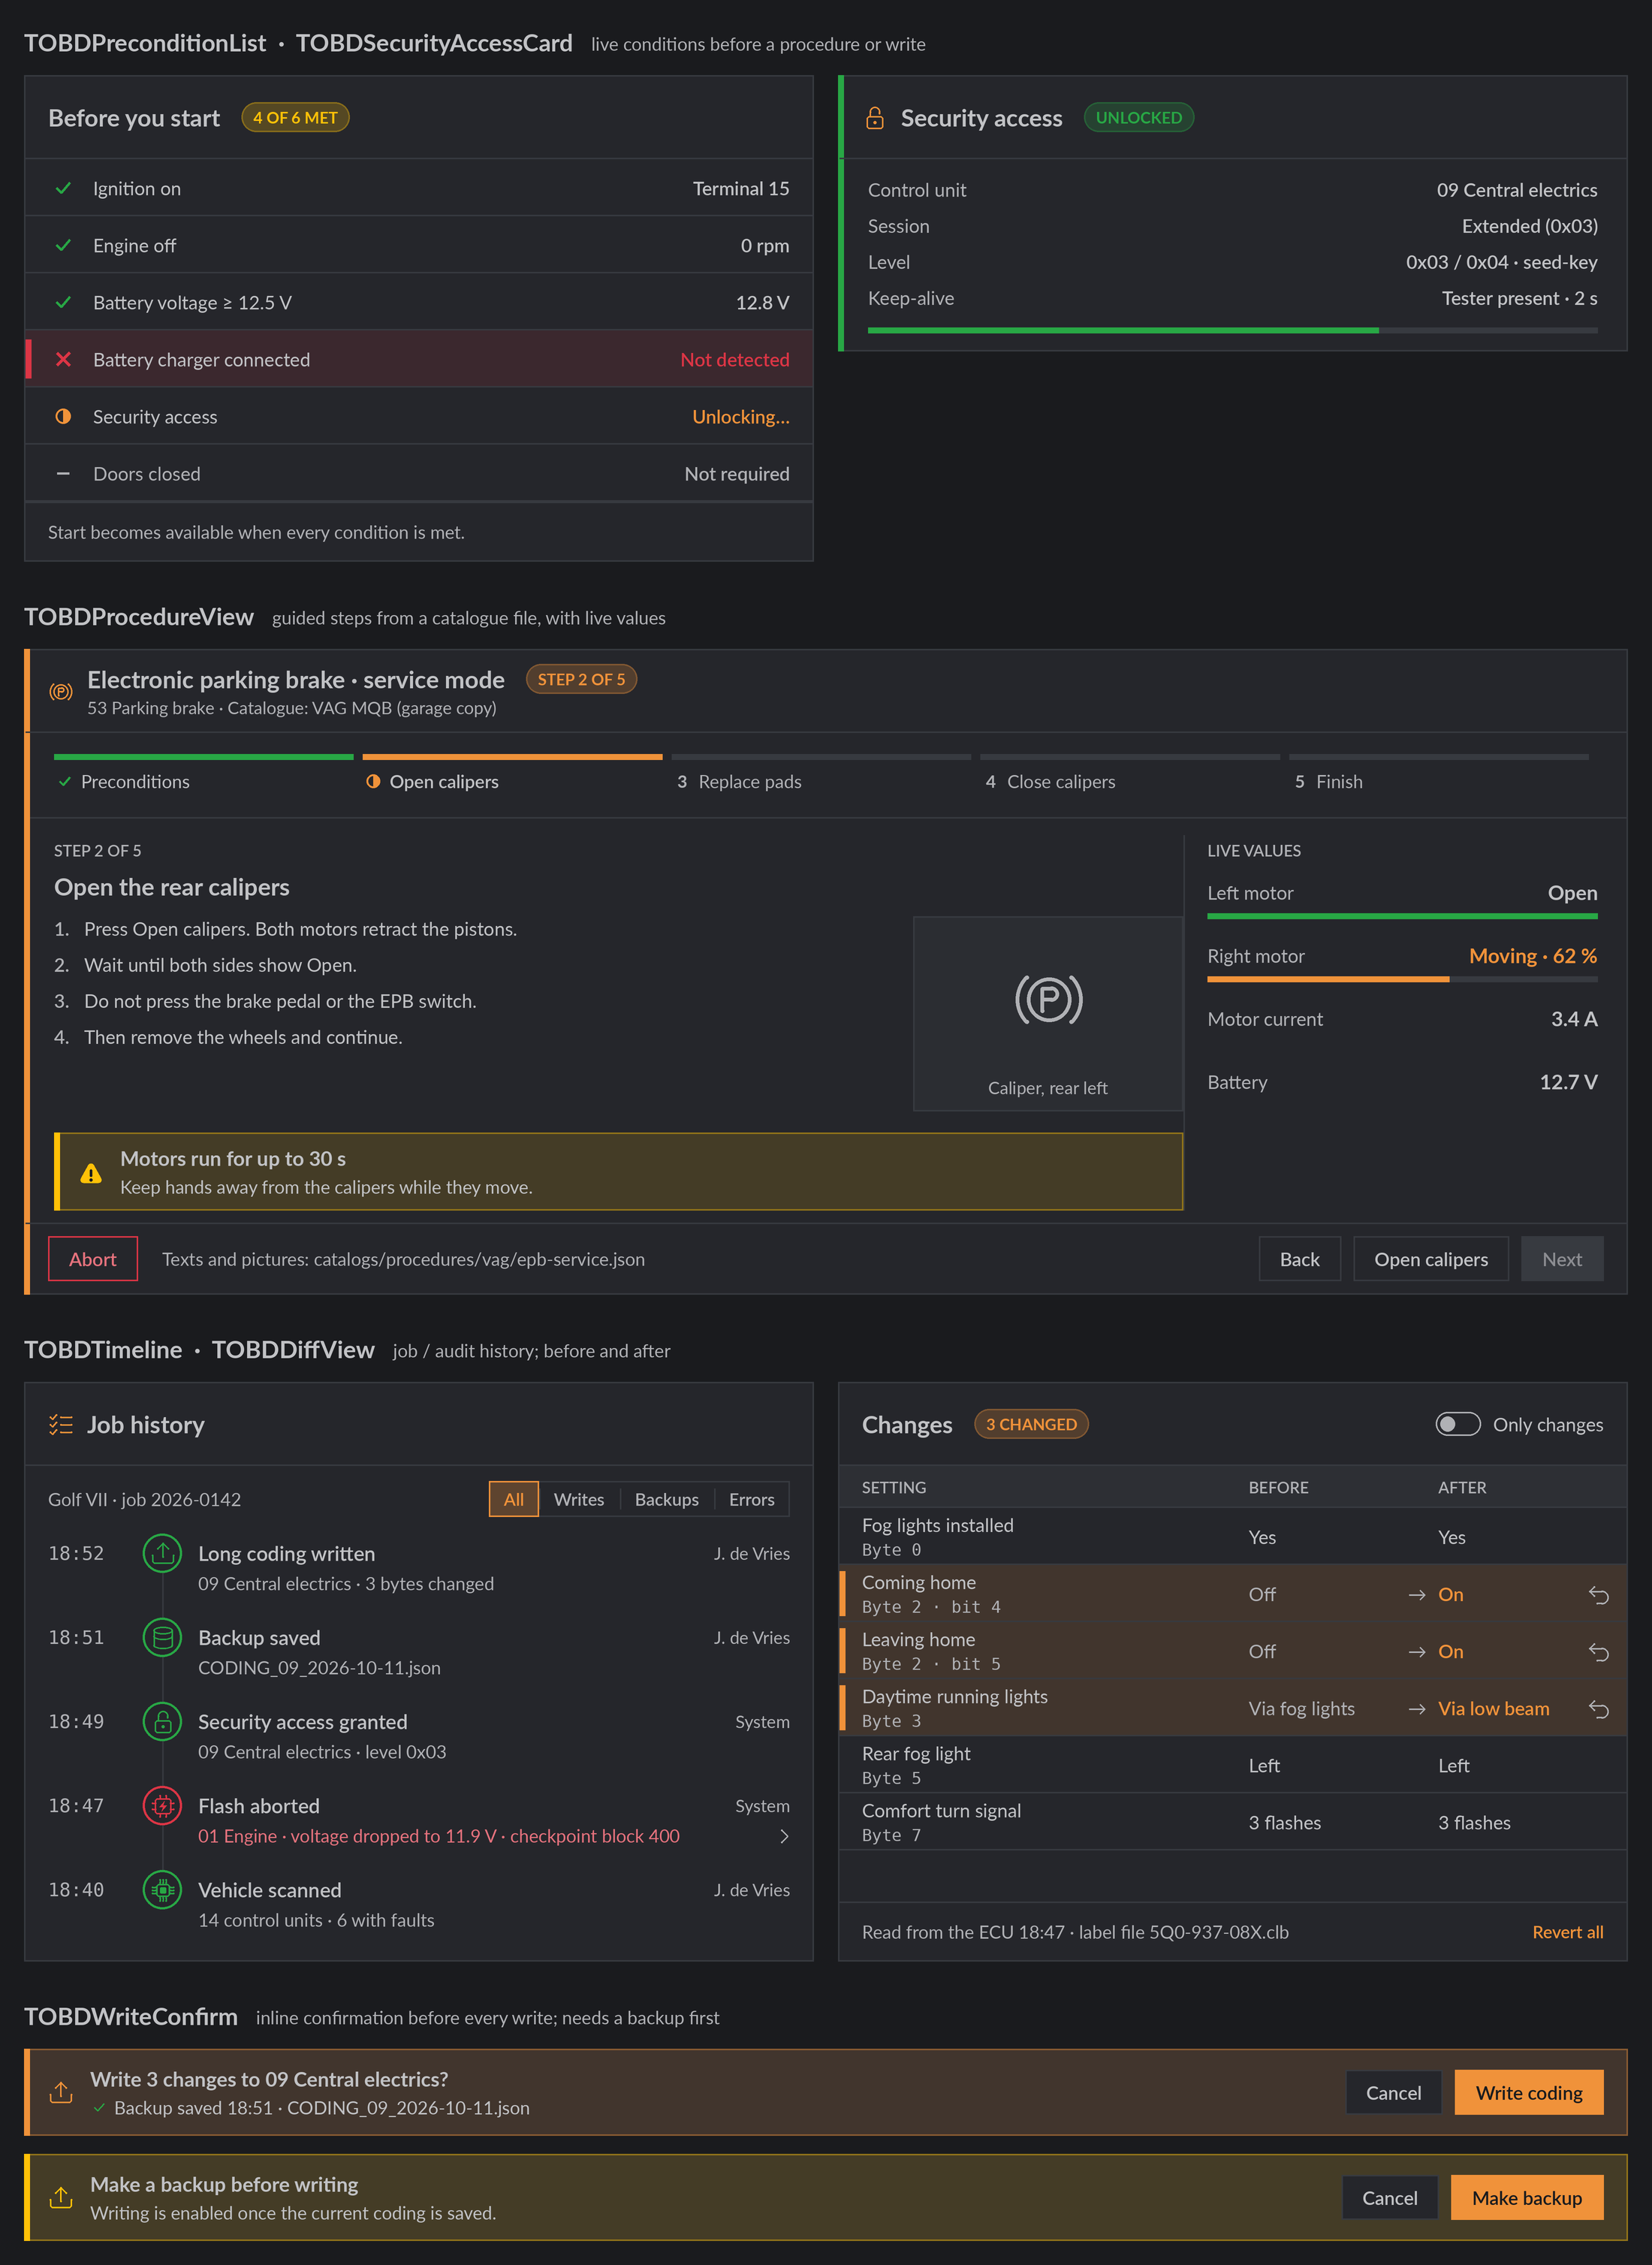 TOBDPreconditionList · TOBDSecurityAccessCard live conditions before a procedure or write
Before you start 4 OF 6 MET
Ignition on Terminal 15
Engine off 0 rpm
Battery voltage ≥ 12.5 V 12.8 V
Battery charger connected Not detected
Security access Unlocking...
Doors closed Not required
Start becomes available when every condition is met.
Security access UNLOCKED
Control unit 09 Central electrics
Session Extended (0x03)
Level 0x03 / 0x04 · seed-key
Keep-alive Tester present · 2 s
TOBDProcedureView guided steps from a catalogue file, with live values
Electronic parking brake · service mode STEP 2 OF 5
53 Parking brake · Catalogue: VAG MQB (garage copy)
Preconditions
Open calipers
3 Replace pads
4 Close calipers
5 Finish
STEP 2 OF 5
Open the rear calipers
1. Press Open calipers. Both motors retract the pistons.
2. Wait until both sides show Open.
3. Do not press the brake pedal or the EPB switch.
4. Then remove the wheels and continue.
P
Caliper, rear left
Motors run for up to 30 s
Keep hands away from the calipers while they move.
LIVE VALUES
Left motor Open
Right motor Moving · 62 %
Motor current 3.4 A
Battery 12.7 V
Abort Texts and pictures: catalogs/procedures/vag/epb-service.json Back Open calipers Next
TOBDTimeline · TOBDDiffView job / audit history; before and after
Job history
Golf VII · job 2026-0142 All Writes Backups Errors
18:52 Long coding written J. de Vries
09 Central electrics · 3 bytes changed
18:51 Backup saved J. de Vries
CODING_09_2026-10-11.json
18:49 Security access granted System
09 Central electrics · level 0x03
18:47 Flash aborted System
01 Engine · voltage dropped to 11.9 V · checkpoint block 400
18:40 Vehicle scanned J. de Vries
14 control units · 6 with faults
Changes 3 CHANGED Only changes
SETTING BEFORE AFTER
Fog lights installed Yes Yes
Byte 0
Coming home Off → On
Byte 2 · bit 4
Leaving home Off → On
Byte 2 · bit 5
Daytime running lights Via fog lights → Via low beam
Byte 3
Rear fog light Left Left
Byte 5
Comfort turn signal 3 flashes 3 flashes
Byte 7
Read from the ECU 18:47 · label file 5Q0-937-08X.clb Revert all
TOBDWriteConfirm inline confirmation before every write; needs a backup first
Write 3 changes to 09 Central electrics?
Backup saved 18:51 · CODING_09_2026-10-11.json
Cancel Write coding
Make a backup before writing
Writing is enabled once the current coding is saved.
Cancel Make backup